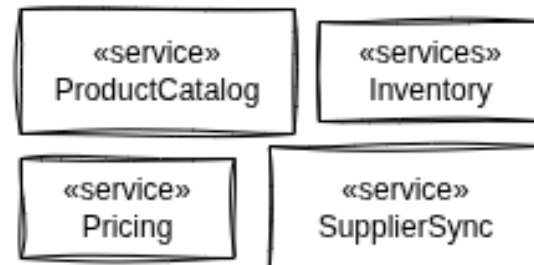 «service»
ProductCatalog
«services»
Inventory
«service»
Pricing
«service»
SupplierSync